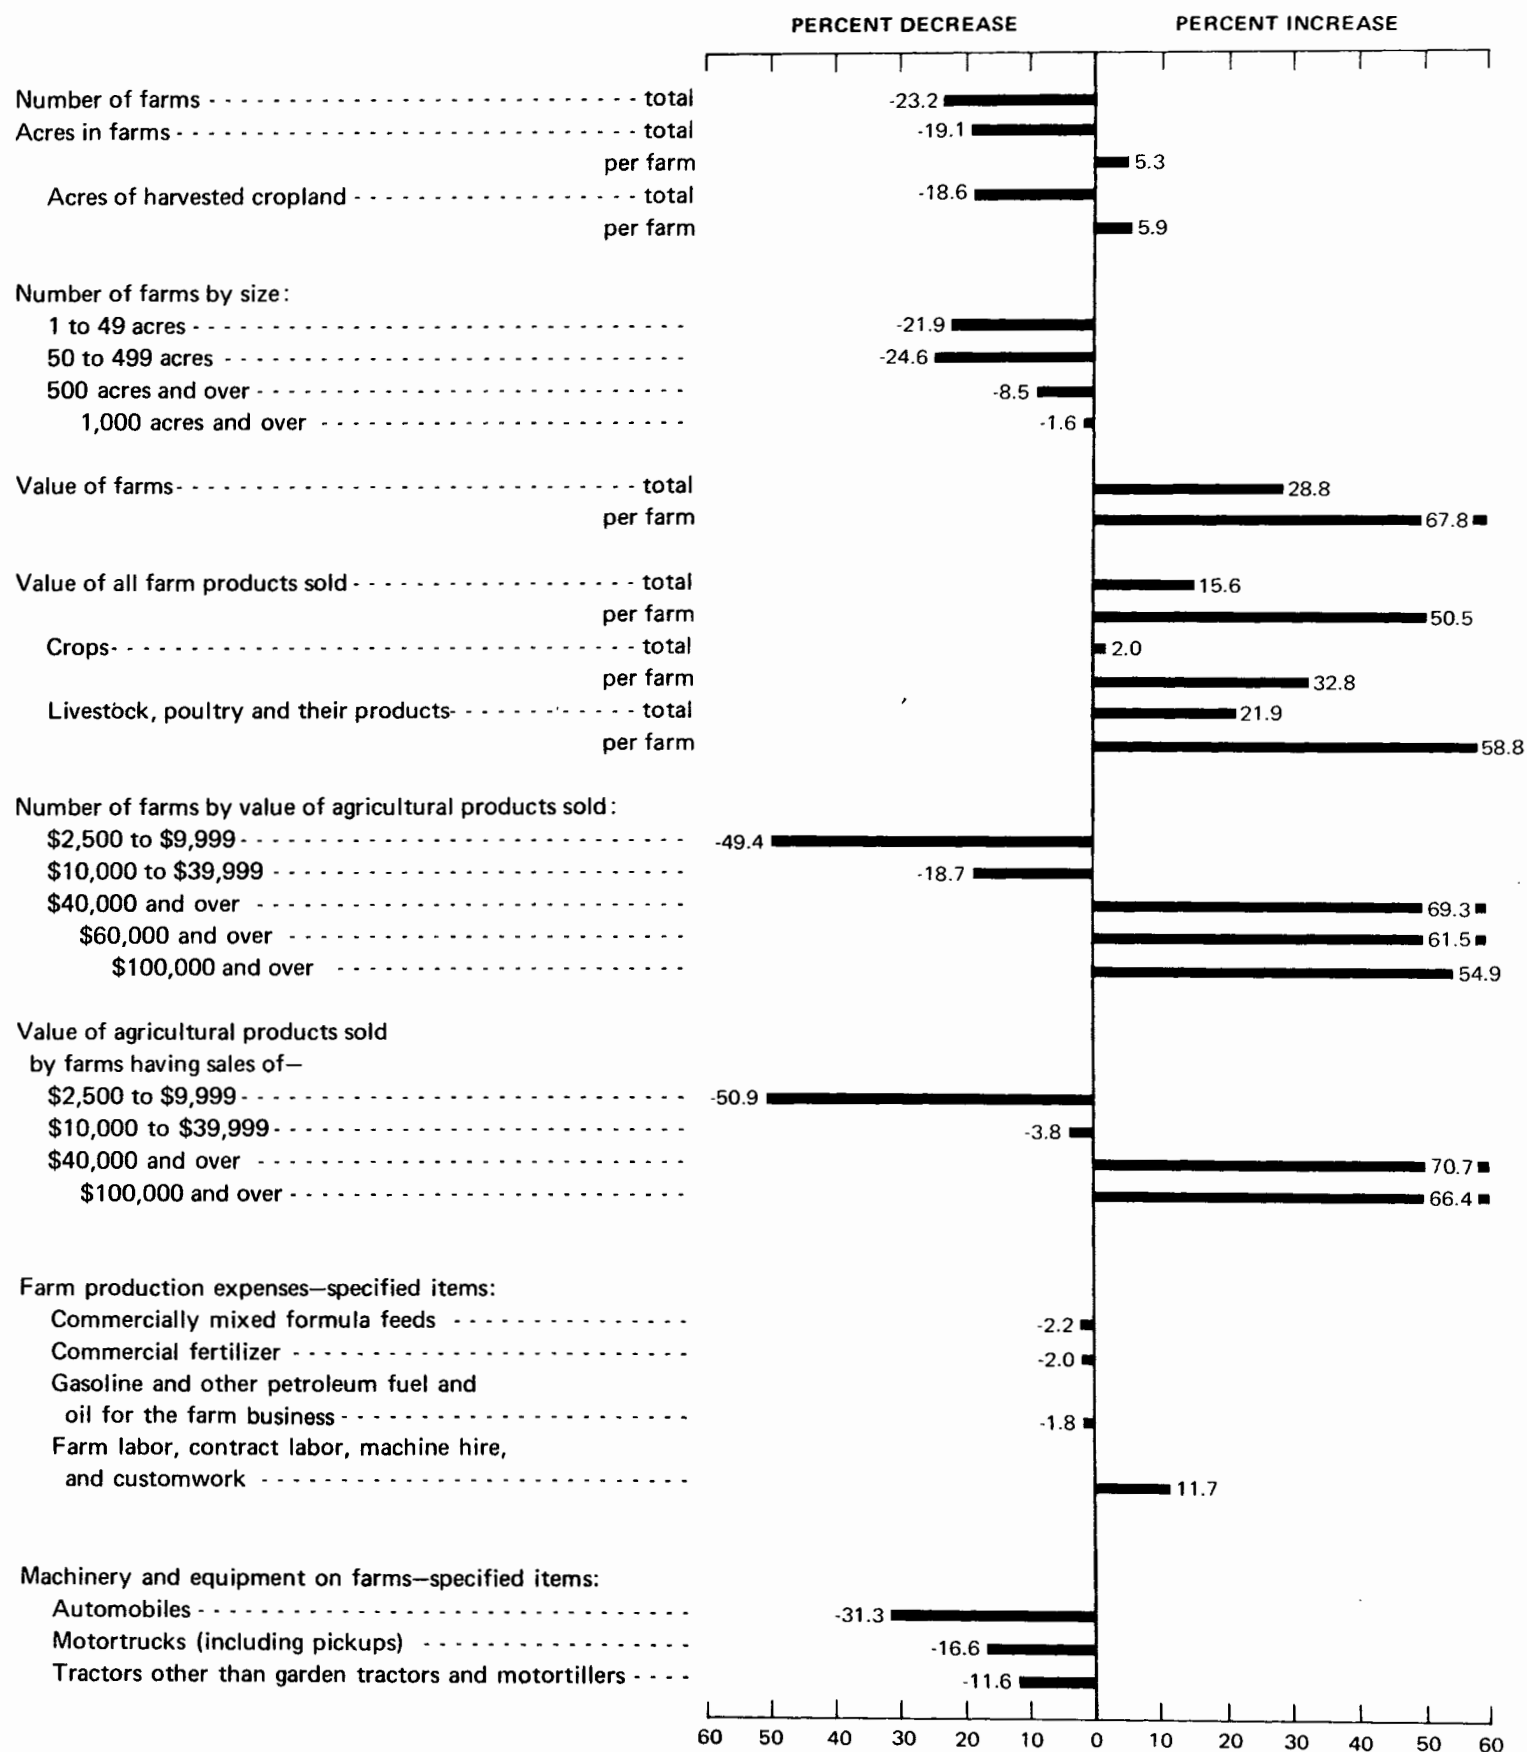 PERCENT DECREASE PERCENT INCREASE
Number of farms - - - - - - - - - - - - - - - - - - - - - - - - - - - total -23.2
Acres in farms - - - - - - - - - - - - - - - - - - - - - - - - - - - - - total -19.1
per farm 5.3
Acres of harvested cropland - - - - - - - - - - - - - - - - - - total -18.6
per farm 5.9
Number of farms by size:
1 to 49 acres - - - - - - - - - - - - - - - - - - - - - - - - - - - - - - - -21.9
50 to 499 acres - - - - - - - - - - - - - - - - - - - - - - - - - - - - - -24.6
500 acres and over - - - - - - - - - - - - - - - - - - - - - - - - - - - -8.5
1,000 acres and over - - - - - - - - - - - - - - - - - - - - - - - -1.6
Value of farms - - - - - - - - - - - - - - - - - - - - - - - - - - - - - total 28.8
per farm 67.8
Value of all farm products sold - - - - - - - - - - - - - - - - - - total 15.6
per farm 50.5
Crops - - - - - - - - - - - - - - - - - - - - - - - - - - - - - - - - - total 2.0
per farm 32.8
Livestock, poultry and their products - - - - - - - - - - - - total 21.9
per farm 58.8
Number of farms by value of agricultural products sold:
$2,500 to $9,999 - - - - - - - - - - - - - - - - - - - - - - - - - - - - -49.4
$10,000 to $39,999 - - - - - - - - - - - - - - - - - - - - - - - - - - -18.7
$40,000 and over - - - - - - - - - - - - - - - - - - - - - - - - - - - 69.3
$60,000 and over - - - - - - - - - - - - - - - - - - - - - - - - - 61.5
$100,000 and over - - - - - - - - - - - - - - - - - - - - - - 54.9
Value of agricultural products sold
by farms having sales of—
$2,500 to $9,999 - - - - - - - - - - - - - - - - - - - - - - - - - - - - -50.9
$10,000 to $39,999 - - - - - - - - - - - - - - - - - - - - - - - - - - -3.8
$40,000 and over - - - - - - - - - - - - - - - - - - - - - - - - - - - 70.7
$100,000 and over - - - - - - - - - - - - - - - - - - - - - - - - - 66.4
Farm production expenses—specified items:
Commercially mixed formula feeds - - - - - - - - - - - - - - - -2.2
Commercial fertilizer - - - - - - - - - - - - - - - - - - - - - - - - - -2.0
Gasoline and other petroleum fuel and
oil for the farm business - - - - - - - - - - - - - - - - - - - - - - -1.8
Farm labor, contract labor, machine hire,
and customwork - - - - - - - - - - - - - - - - - - - - - - - - - - - 11.7
Machinery and equipment on farms—specified items:
Automobiles - - - - - - - - - - - - - - - - - - - - - - - - - - - - - - - -31.3
Motortrucks (including pickups) - - - - - - - - - - - - - - - - - -16.6
Tractors other than garden tractors and motortillers - - - - -11.6
60 50 40 30 20 10 0 10 20 30 40 50 60